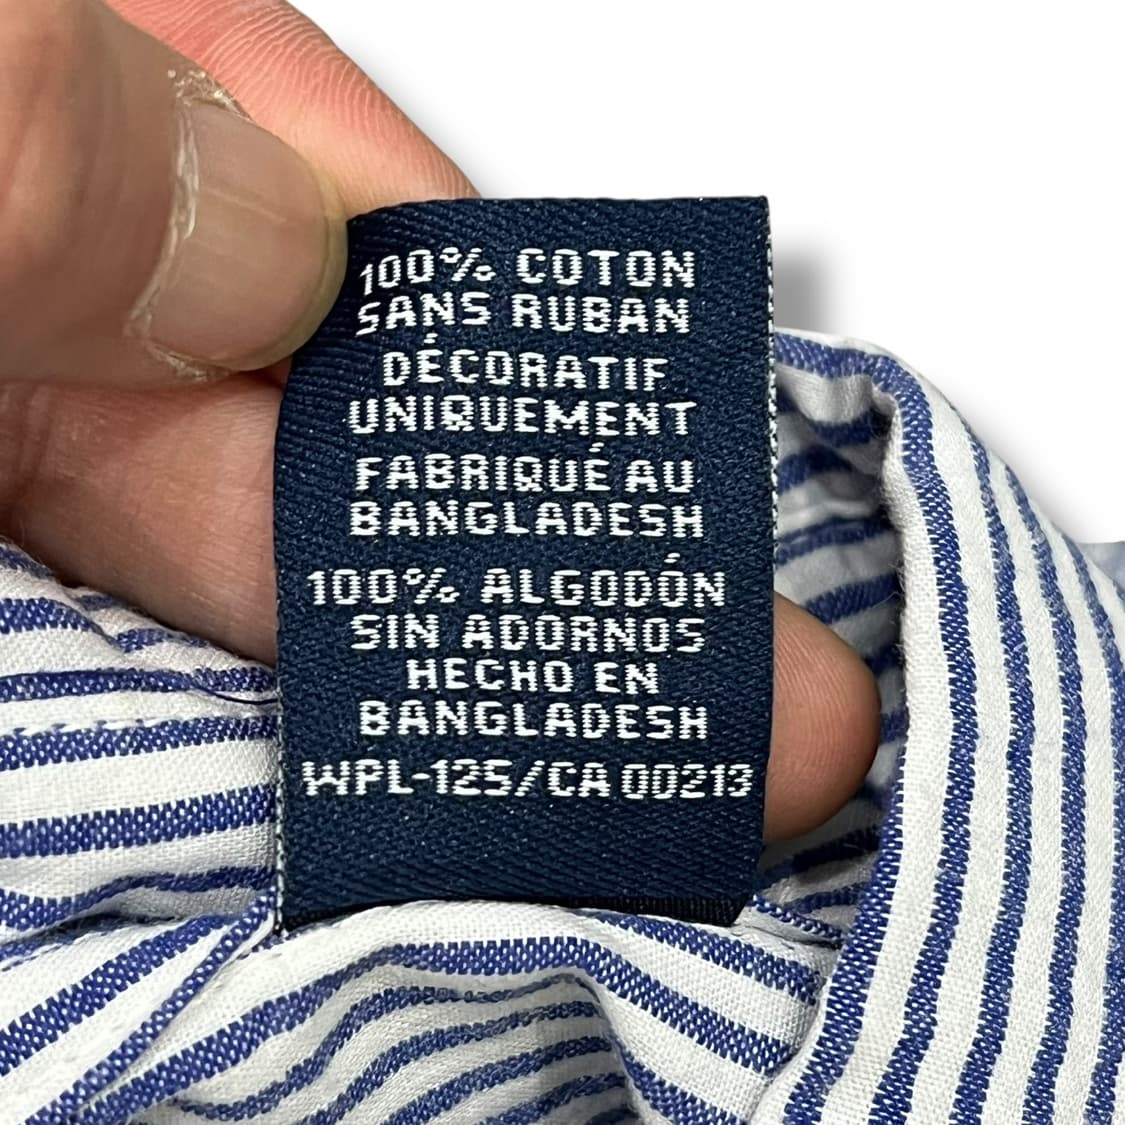 100% COTON
SANS RUBAN
DÉCORATIF
UNIQUEMENT
FABRIQUÉ AU
BANGLADESH
100% ALGODÓN
SIN ADORNOS
HECHO EN
BANGLADESH
WPL-125/CA 00213